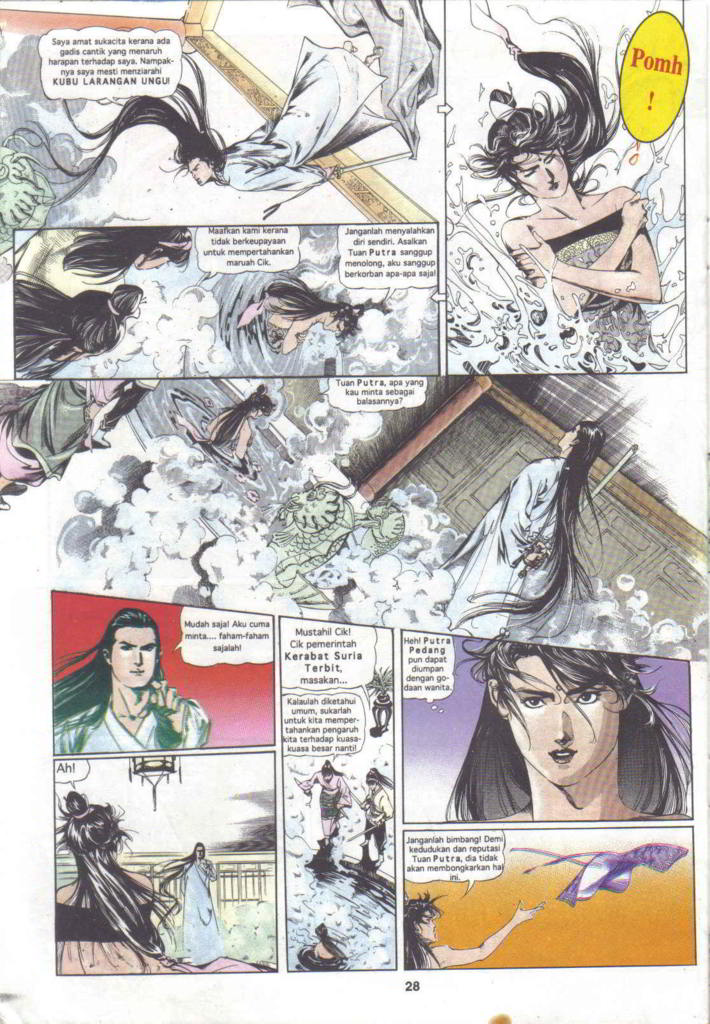 Saya amat sukacita kerana ada
gadis cantik yang menaruh
harapan terhadap saya. Nampak-
nya saya mesti menziarahi
KUBU LARANGAN UNGU!
Pomh
!
Maafkan kami kerana
tidak berkeupayaan
untuk mempertahankan
maruah Cik.
Janganlah menyalahkan
diri sendiri. Asalkan
Tuan Putra sanggup
menolong, aku sanggup
berkorban apa-apa saja!
Tuan Putra, apa yang
kau minta sebagai
balasannya?
Mudah saja! Aku cuma
minta.... faham-faham
sajalah!
Ah!
Mustahil Cik!
Cik pemerintah
Kerabat Suria
Terbit,
masakan...
Kalaulah diketahui
umum, sukarlah
untuk kita memper-
tahankan pengaruh
kita terhadap kuasa-
kuasa besar nanti!
Heh! Putra
Pedang
pun dapat
diumpan
dengan go-
daan wanita.
Janganlah bimbang! Demi
kedudukan dan reputasi
Tuan Putra, dia tidak
akan membongkarkan hal
ini.
28